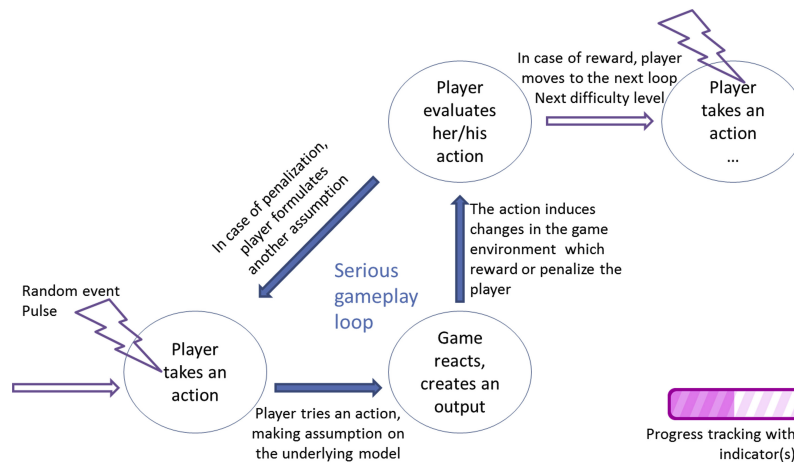 In case of reward, player
moves to the next loop
Next difficulty level
Player
evaluates
her/his
action
Player
takes an
action
...
In case of penalization,
player formulates
another assumption
The action induces
changes in the game
environment which
reward or penalize the
player
Serious
gameplay
loop
Random event
Pulse
Player
takes an
action
Game
reacts,
creates an
output
Player tries an action,
making assumption on
the underlying model
Progress tracking with
indicator(s)